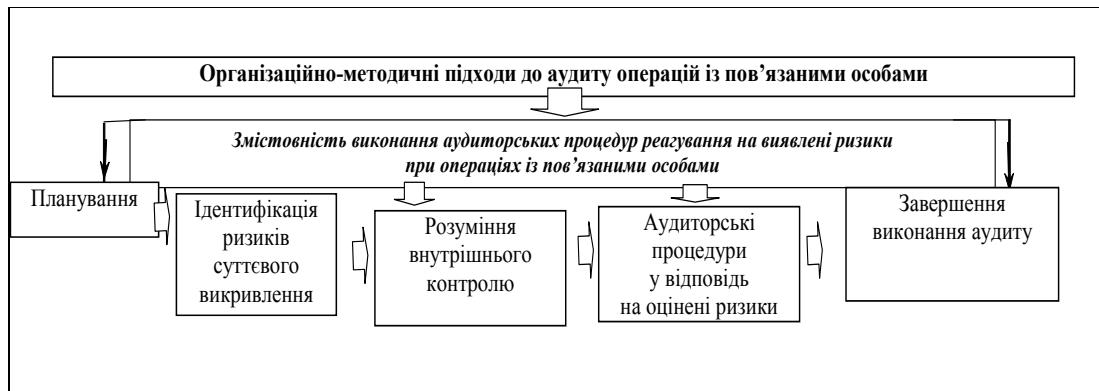 Організаційно-методичні підходи до аудиту операцій із пов’язаними особами
Змістовність виконання аудиторських процедур реагування на виявлені ризики
при операціях із пов’язаними особами
Планування
Ідентифікація
ризиків
суттєвого
викривлення
Розуміння
внутрішнього
контролю
Аудиторські
процедури
у відповідь
на оцінені ризики
Завершення
виконання аудиту